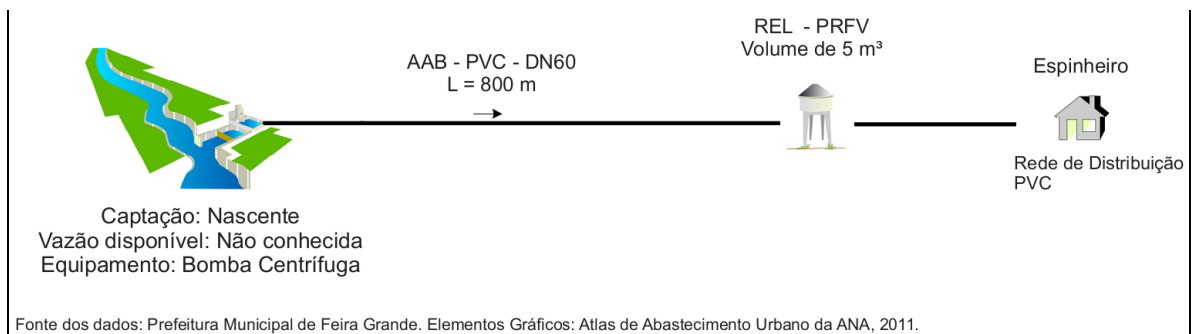 REL - PRFV
Volume de 5 m³
AAB - PVC - DN60
L = 800 m
Espinheiro
Rede de Distribuição
PVC
Captação: Nascente
Vazão disponível: Não conhecida
Equipamento: Bomba Centrífuga
Fonte dos dados: Prefeitura Municipal de Feira Grande. Elementos Gráficos: Atlas de Abastecimento Urbano da ANA, 2011.